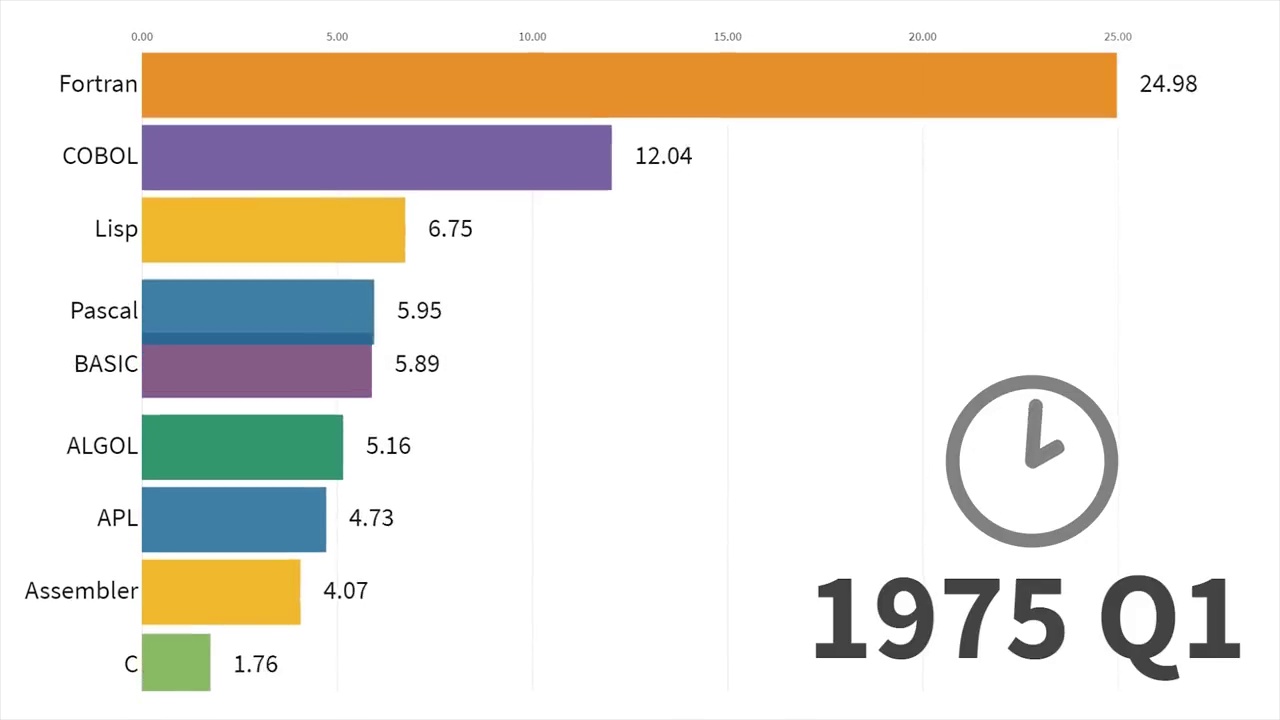 0.00 5.00 10.00 15.00 20.00 25.00
Fortran 24.98
COBOL 12.04
Lisp 6.75
Pascal 5.95
BASIC 5.89
ALGOL 5.16
APL 4.73
Assembler 4.07
C 1.76
1975 Q1